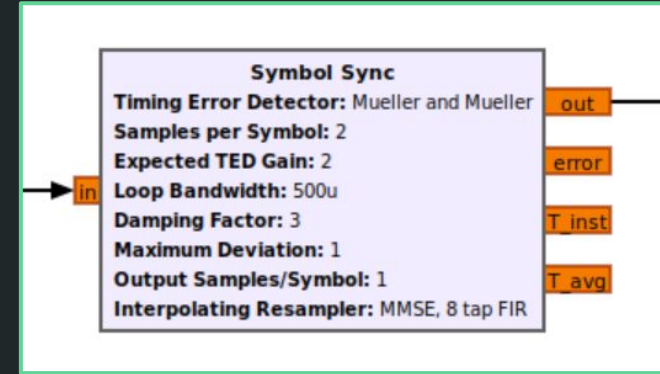 Symbol Sync
Timing Error Detector: Mueller and Mueller
Samples per Symbol: 2
Expected TED Gain: 2
Loop Bandwidth: 500u
Damping Factor: 3
Maximum Deviation: 1
Output Samples/Symbol: 1
Interpolating Resampler: MMSE, 8 tap FIR
in
out
error
T_inst
T_avg